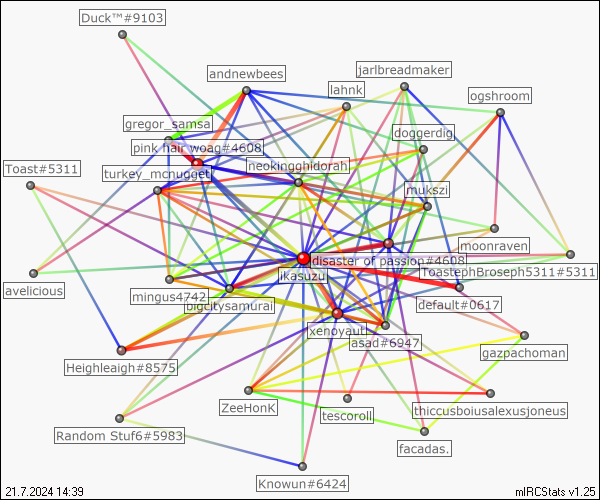 Duck™#9103
andnewbees
jarlbreadmaker
lahnk
ogshroom
gregor_samsa
doggerdig
pink hair woag#4608
neokingghidorah
Toast#5311
turkey_mcnugget
mukszi
moonraven
disaster of passion#4608
ToastephBroseph5311#5311
ikasuzu
avelicious
mingus4742
bigcitysamurai
default#0617
xenoyaut
asad#6947
gazpachoman
Heighleaigh#8575
ZeeHonK
tescoroll
thiccusboiusalexusjoneus
Random Stuf6#5983
facadas.
Knowun#6424
21.7.2024 14:39
mIRCStats v1.25